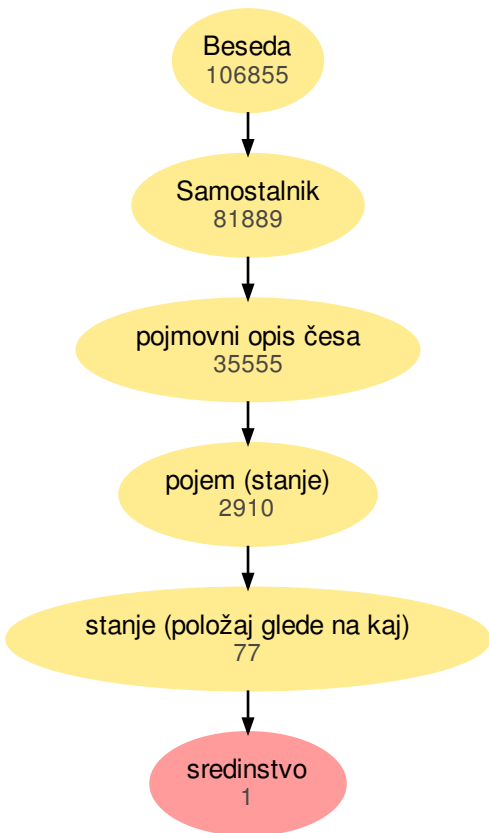 Beseda
106855
Samostalnik
81889
pojmovni opis česa
35555
pojem (stanje)
2910
stanje (položaj glede na kaj)
77
sredinstvo
1